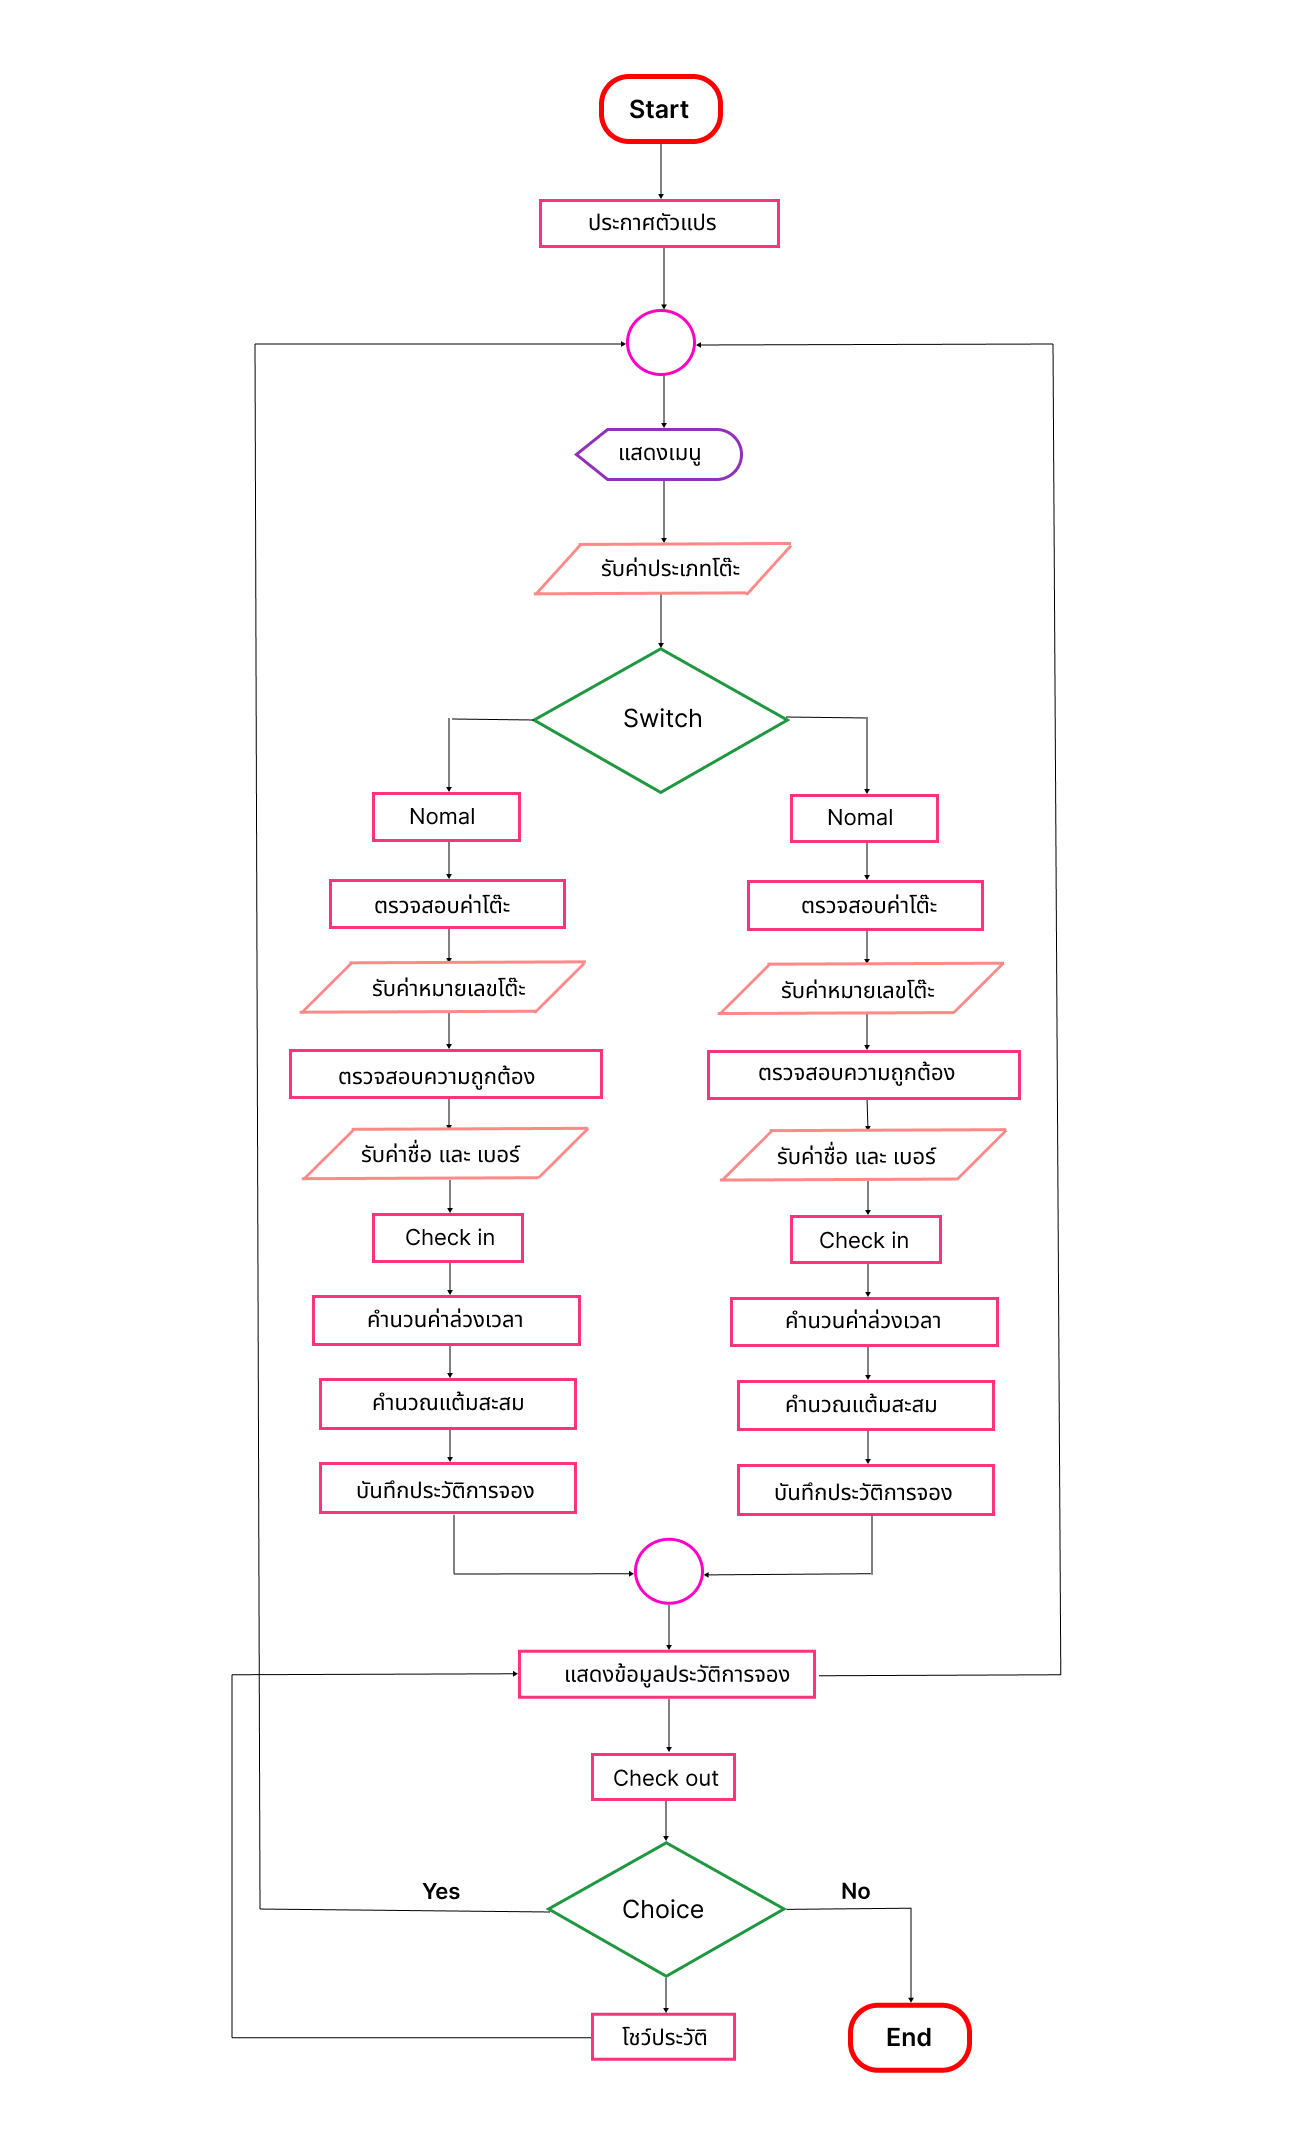 Start
ประกาศตัวแปร
แสดงเมนู
รับค่าประเภทโต๊ะ
Switch
Nomal
ตรวจสอบค่าโต๊ะ
รับค่าหมายเลขโต๊ะ
ตรวจสอบความถูกต้อง
รับค่าชื่อ และ เบอร์
Check in
คำนวนค่าล่วงเวลา
คำนวณแต้มสะสม
บันทึกประวัติการจอง
Nomal
ตรวจสอบค่าโต๊ะ
รับค่าหมายเลขโต๊ะ
ตรวจสอบความถูกต้อง
รับค่าชื่อ และ เบอร์
Check in
คำนวนค่าล่วงเวลา
คำนวณแต้มสะสม
บันทึกประวัติการจอง
แสดงข้อมูลประวัติการจอง
Check out
Yes
Choice
No
โชว์ประวัติ
End